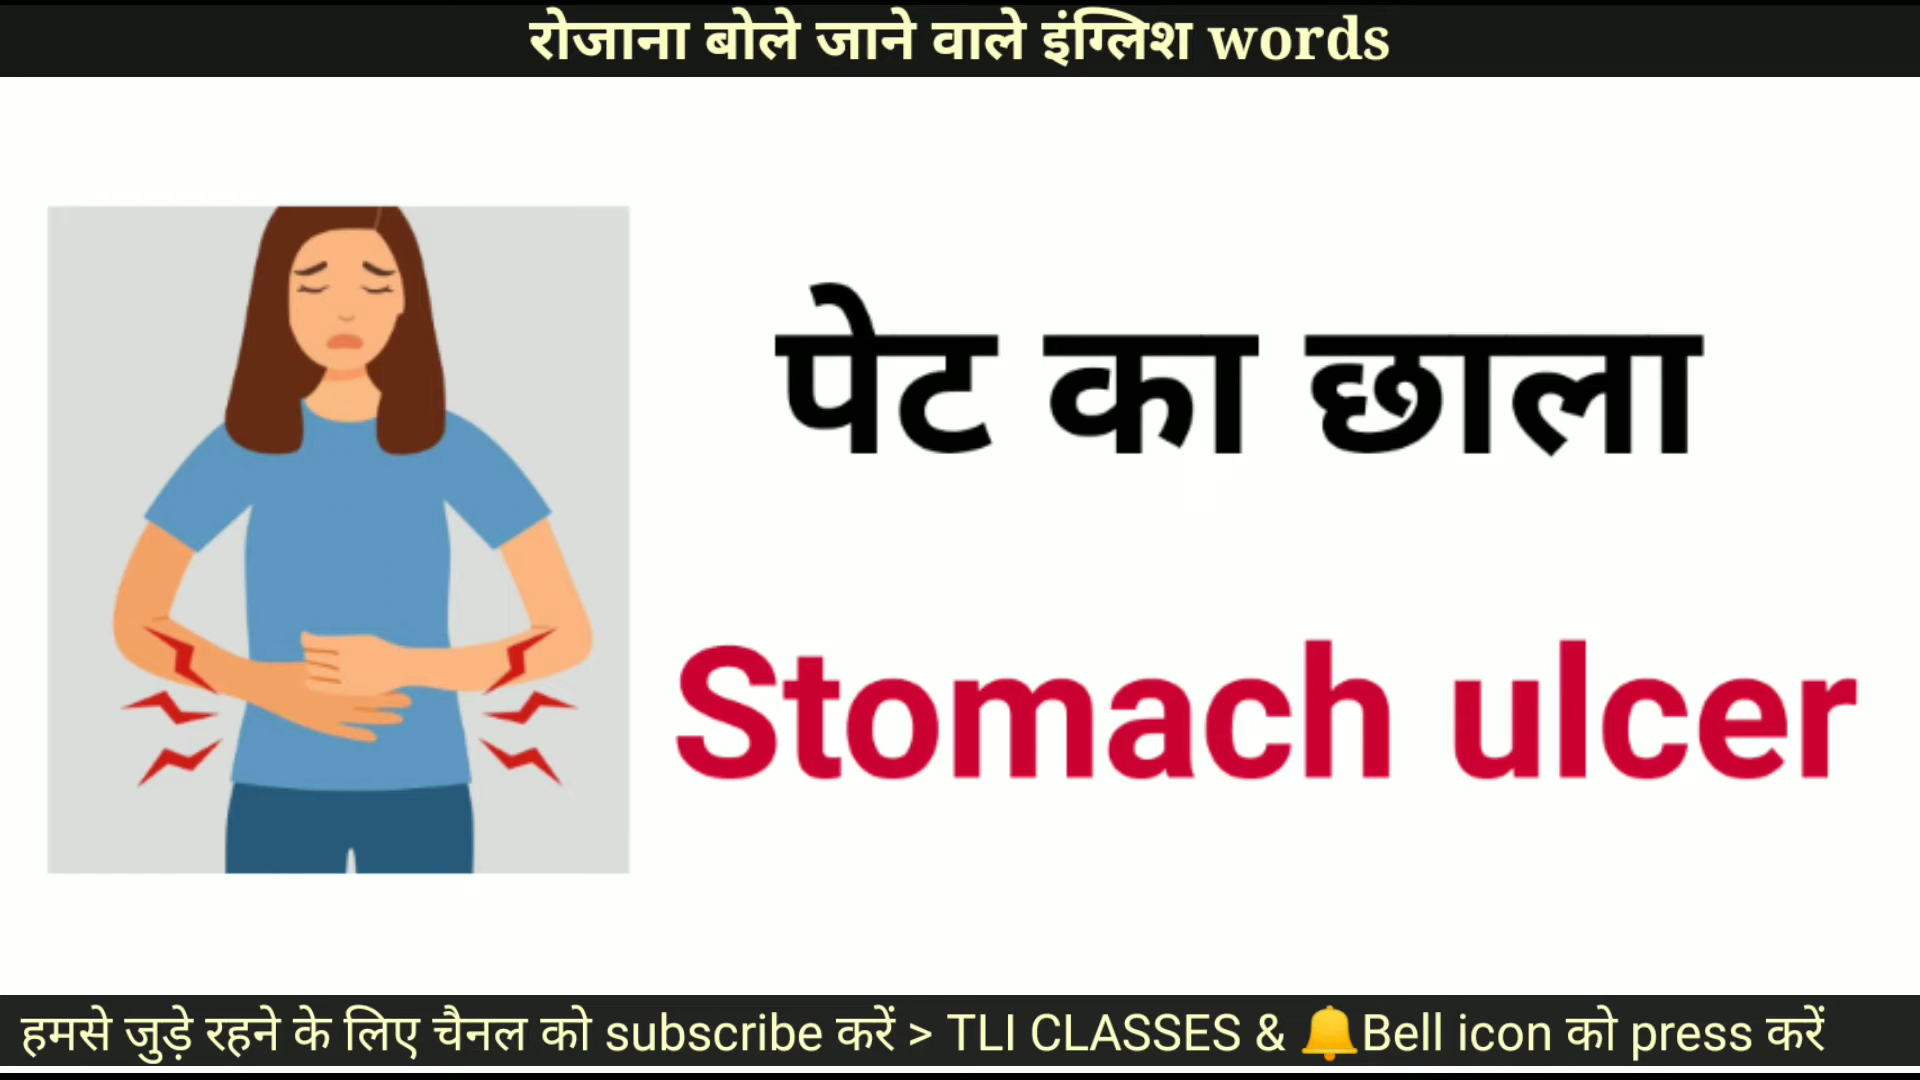 रोजाना बोले जाने वाले इंग्लिश words
पेट का छाला
Stomach ulcer
हमसे जुड़े रहने के लिए चैनल को subscribe करें > TLI CLASSES & 🔔Bell icon को press करें